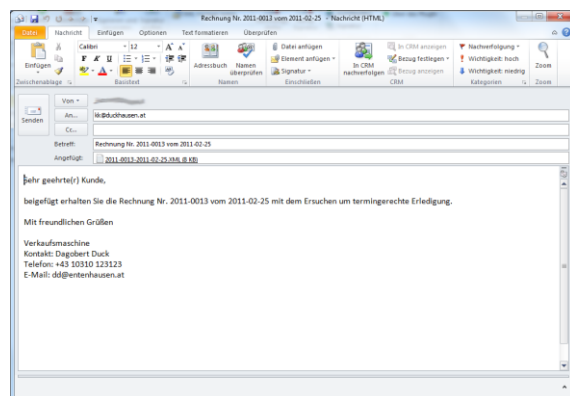 Rechnung Nr. 2011-0013 vom 2011-02-25 - Nachricht (HTML)
Datei Nachricht Einfügen Optionen Text formatieren Überprüfen
Einfügen
Zwischenablage
Calibri 12
F K U
Basistext
Adressbuch Namen überprüfen
Namen
Datei anfügen
Element anfügen
Signatur
Einschließen
In CRM nachverfolgen
In CRM anzeigen
Bezug festlegen
Bezug anzeigen
CRM
Nachverfolgung
Wichtigkeit: hoch
Wichtigkeit: niedrig
Kategorien
Zoom
Zoom
Senden
Von
An... kk@duckhausen.at
Cc...
Betreff: Rechnung Nr. 2011-0013 vom 2011-02-25
Angefügt: 2011-0013-2011-02-25.XML (8 KB)
Sehr geehrte(r) Kunde,
beigefügt erhalten Sie die Rechnung Nr. 2011-0013 vom 2011-02-25 mit dem Ersuchen um termingerechte Erledigung.
Mit freundlichen Grüßen
Verkaufsmaschine
Kontakt: Dagobert Duck
Telefon: +43 10310 123123
E-Mail: dd@entenhausen.at